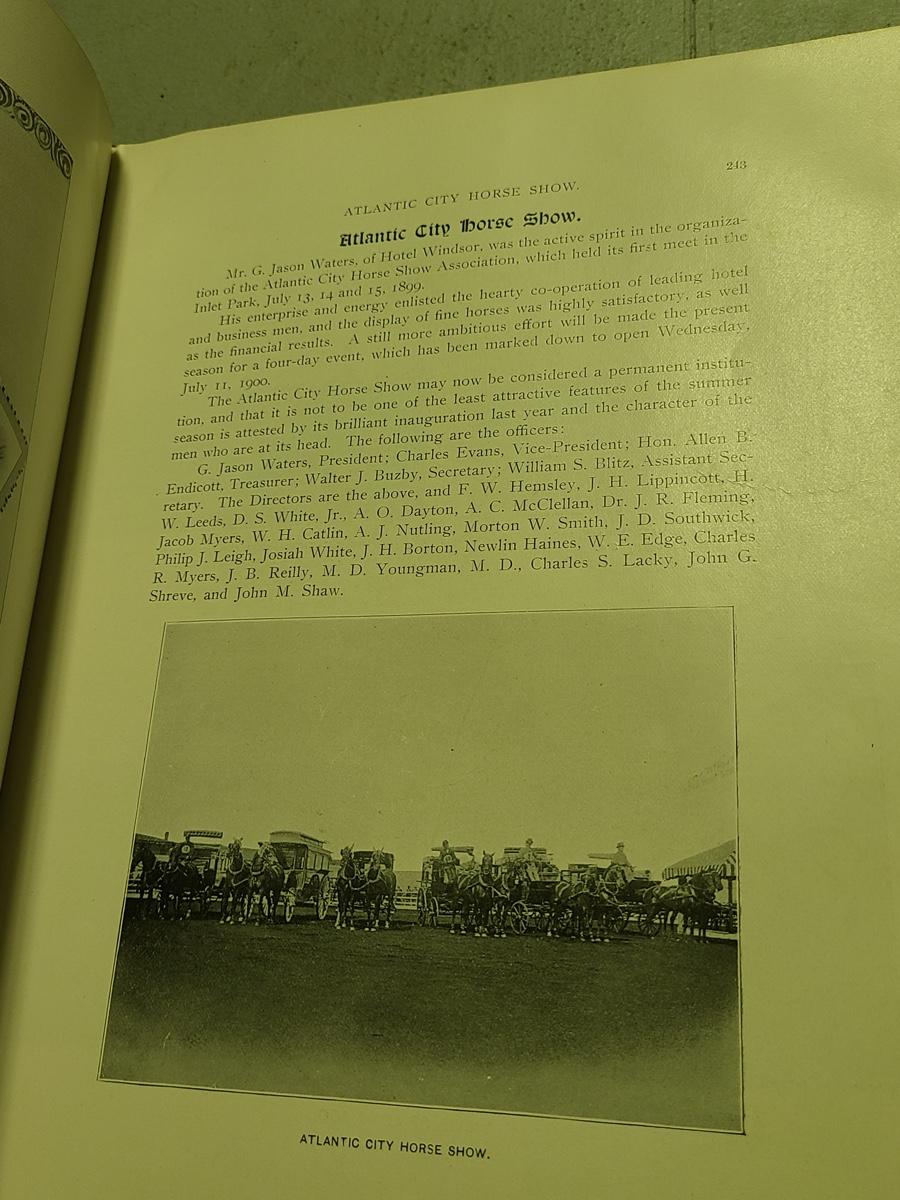 243
ATLANTIC CITY HORSE SHOW.
Atlantic City Horse Show.
Mr. G. Jason Waters, of Hotel Windsor, was the active spirit in the organiza-
tion of the Atlantic City Horse Show Association, which held its first meet in the
Inlet Park, July 13, 14 and 15, 1899.
His enterprise and energy enlisted the hearty co-operation of leading hotel
and business men, and the display of fine horses was highly satisfactory, as well
as the financial results. A still more ambitious effort will be made the present
season for a four-day event, which has been marked down to open Wednesday,
July 11, 1900.
The Atlantic City Horse Show may now be considered a permanent institu-
tion, and that it is not to be one of the least attractive features of the summer
season is attested by its brilliant inauguration last year and the character of the
men who are at its head. The following are the officers:
G. Jason Waters, President; Charles Evans, Vice-President; Hon. Allen B.
Endicott, Treasurer; Walter J. Buzby, Secretary; William S. Blitz, Assistant Sec-
retary. The Directors are the above, and F. W. Hemsley, J. H. Lippincott, H.
W. Leeds, D. S. White, Jr., A. O. Dayton, A. C. McClellan, Dr. J. R. Fleming,
Jacob Myers, W. H. Catlin, A. J. Nutling, Morton W. Smith, J. D. Southwick,
Philip J. Leigh, Josiah White, J. H. Borton, Newlin Haines, W. E. Edge, Charles
R. Myers, J. B. Reilly, M. D. Youngman, M. D., Charles S. Lacky, John G.
Shreve, and John M. Shaw.
ATLANTIC CITY HORSE SHOW.